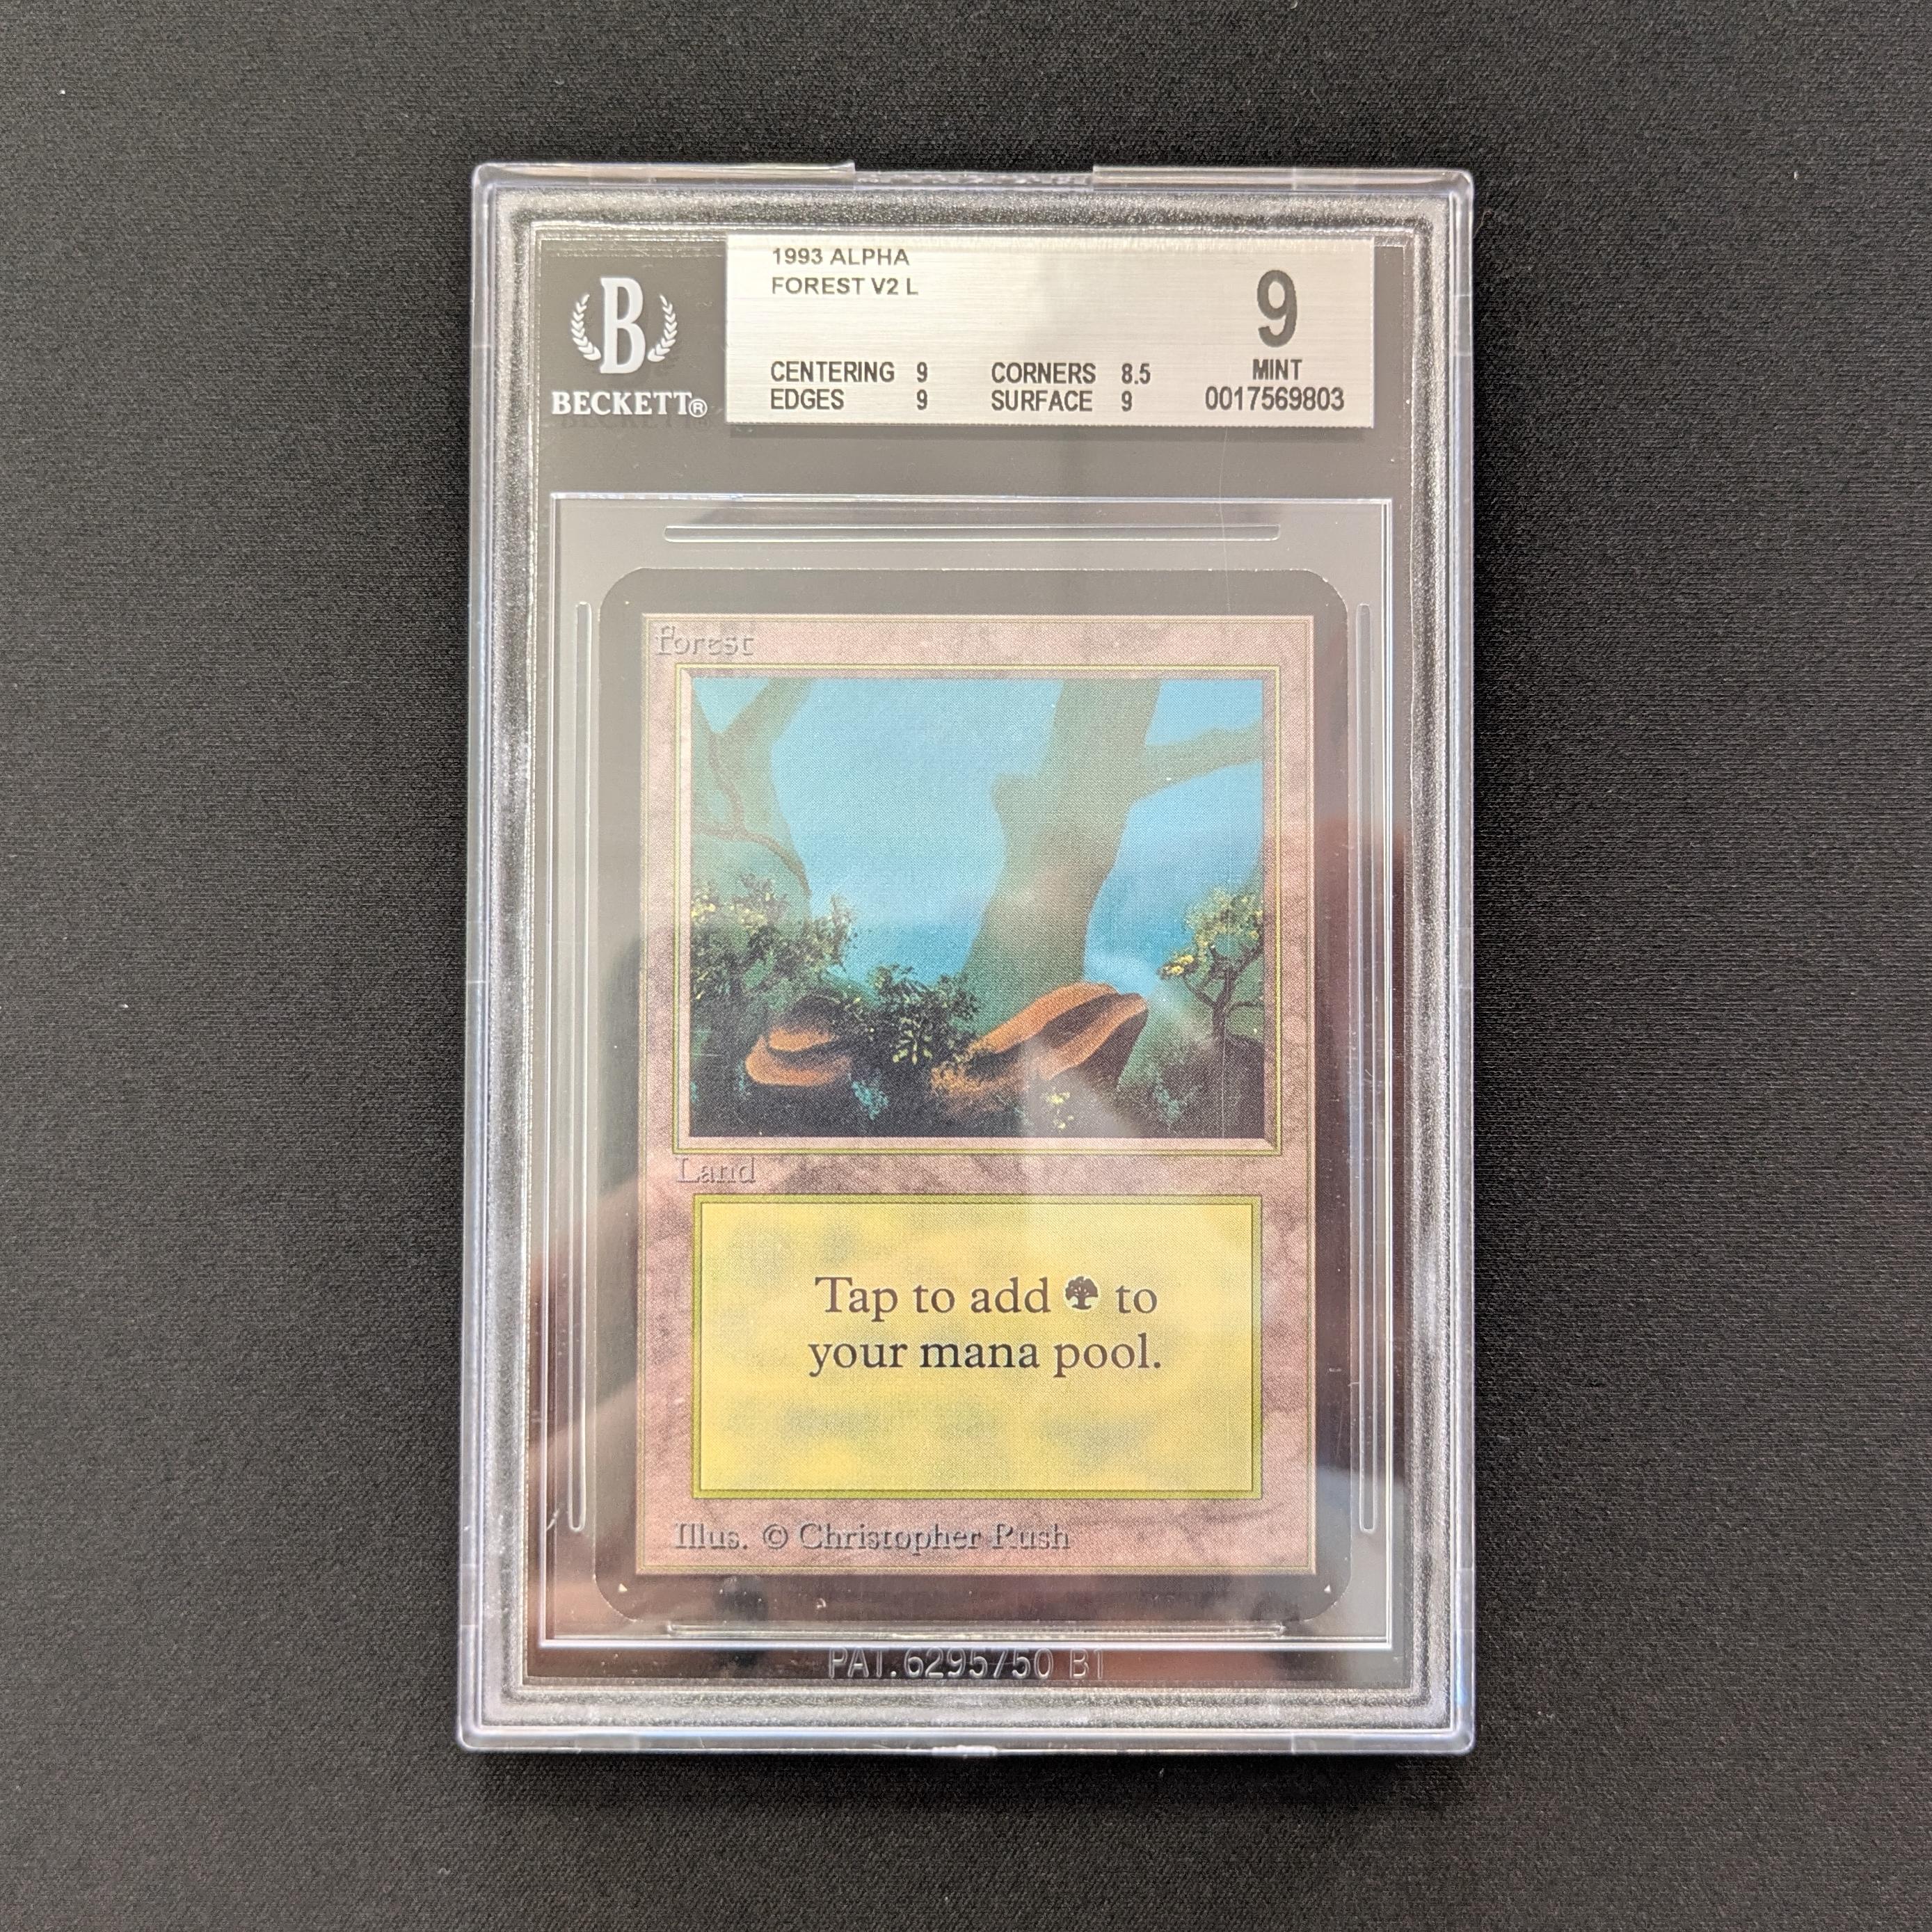 1993 ALPHA
FOREST V2 L
9
B
BECKETT®
CENTERING 9 CORNERS 8.5 MINT
EDGES 9 SURFACE 9 0017569803
Forest
Land
Tap to add to
your mana pool.
Illus. © Christopher Rush
PAT.6295750 B1